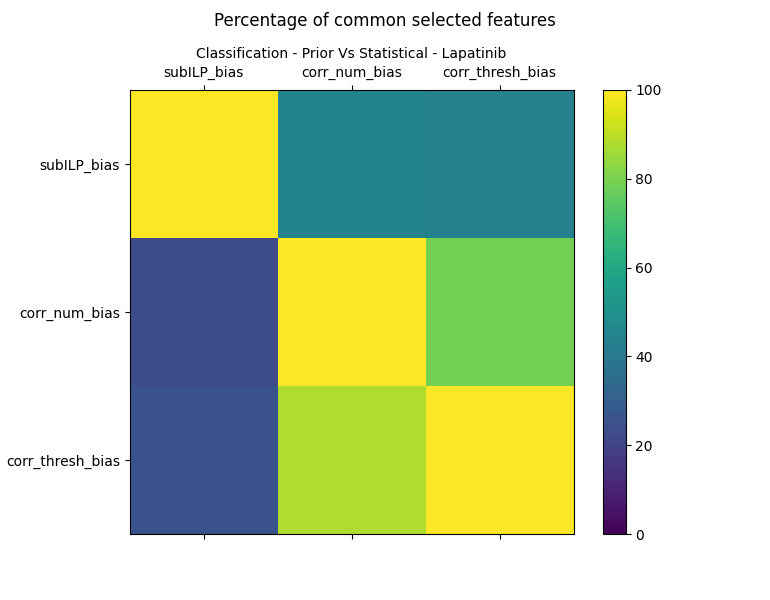 Percentage of common selected features
Classification - Prior Vs Statistical - Lapatinib
subILP_bias corr_num_bias corr_thresh_bias
100
subILP_bias
80
60
corr_num_bias
40
20
corr_thresh_bias
0